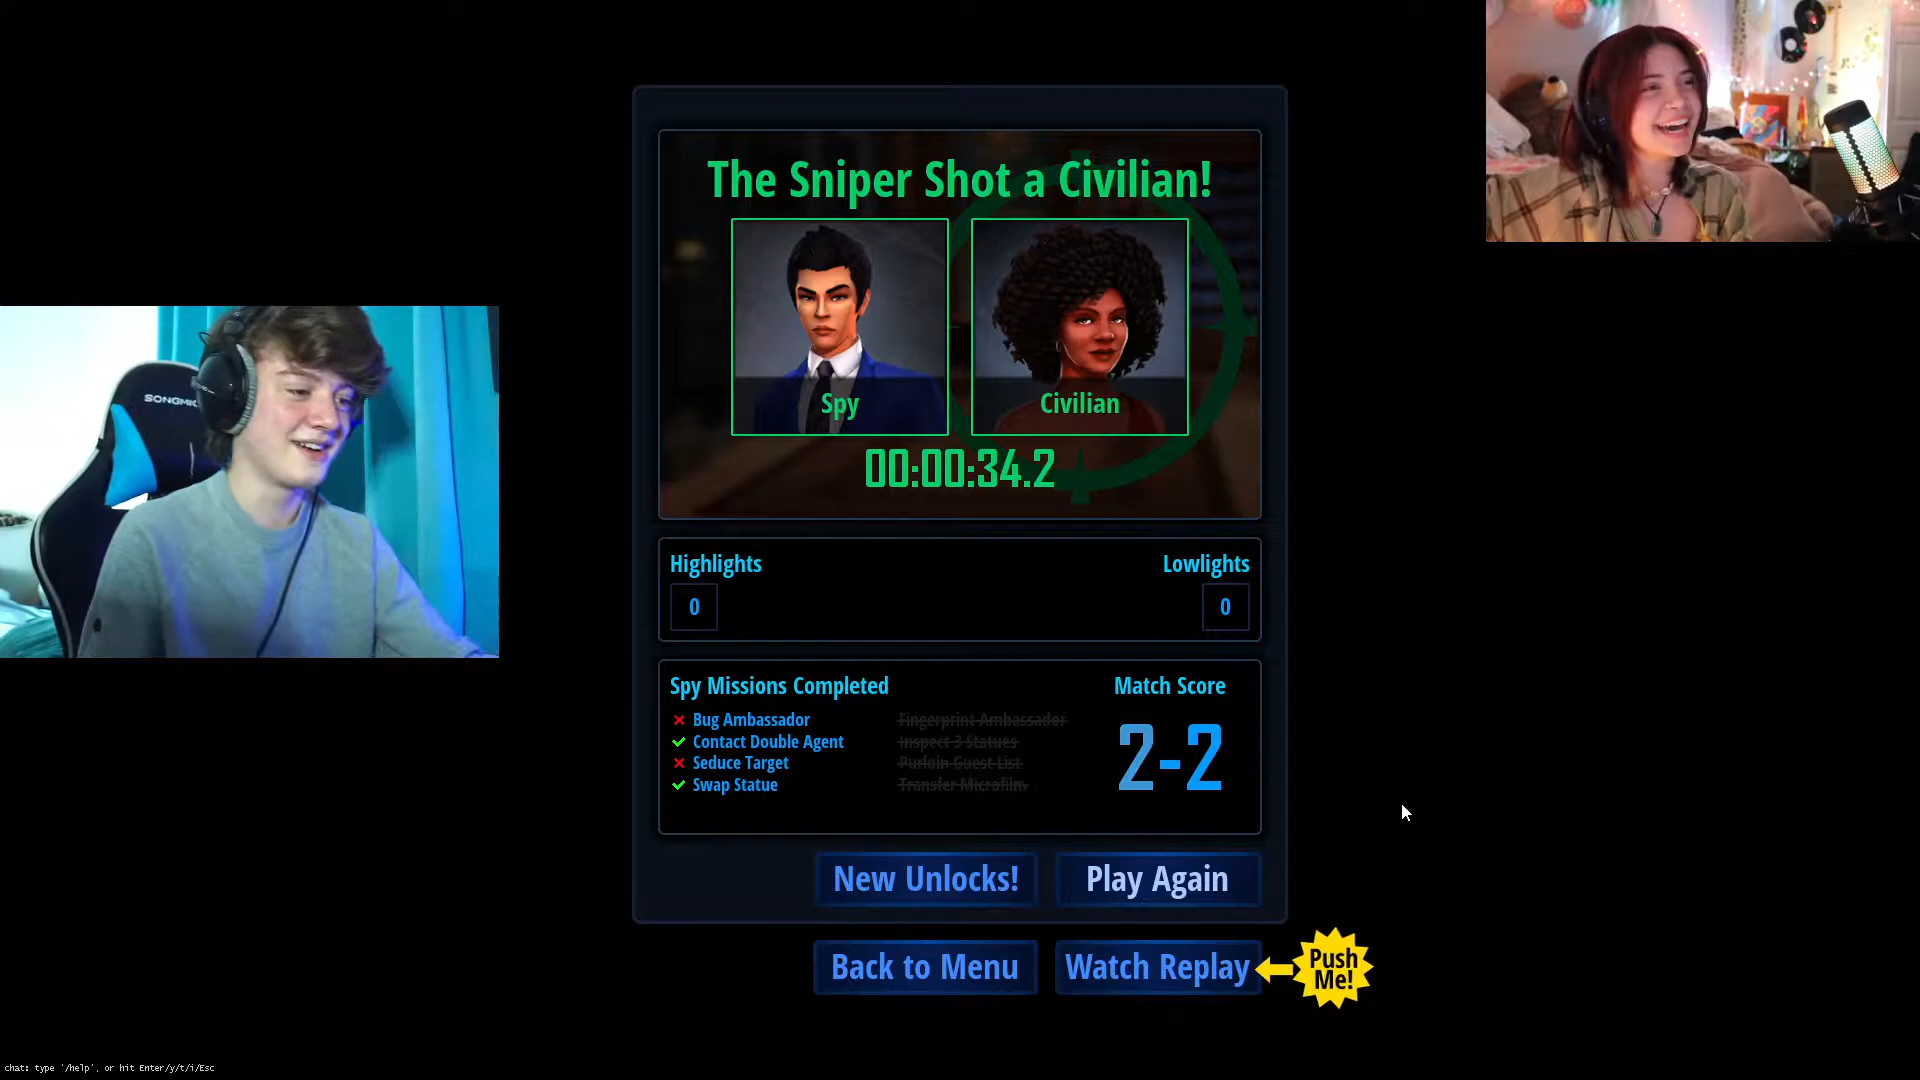 The Sniper Shot a Civilian!
Spy
Civilian
00:00:34.2
SONGMIC
Highlights
Lowlights
0
0
Spy Missions Completed
Match Score
Bug Ambassador
Fingerprint Ambassador
Contact Double Agent
Inspect 3 Statues
Seduce Target
Purloin Guest List
Swap Statue
Transfer Microfilm
2-2
New Unlocks!
Play Again
Back to Menu
Watch Replay
Push
Me!
chat: type '/help', or hit Enter/y/t/i/Esc